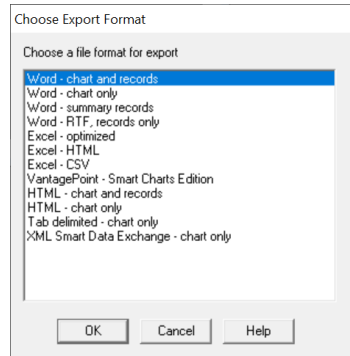 Choose Export Format
Choose a file format for export
Word - chart and records
Word - chart only
Word - summary records
Word - RTF, records only
Excel - optimized
Excel - HTML
Excel - CSV
VantagePoint - Smart Charts Edition
HTML - chart and records
HTML - chart only
Tab delimited - chart only
XML Smart Data Exchange - chart only
OK Cancel Help